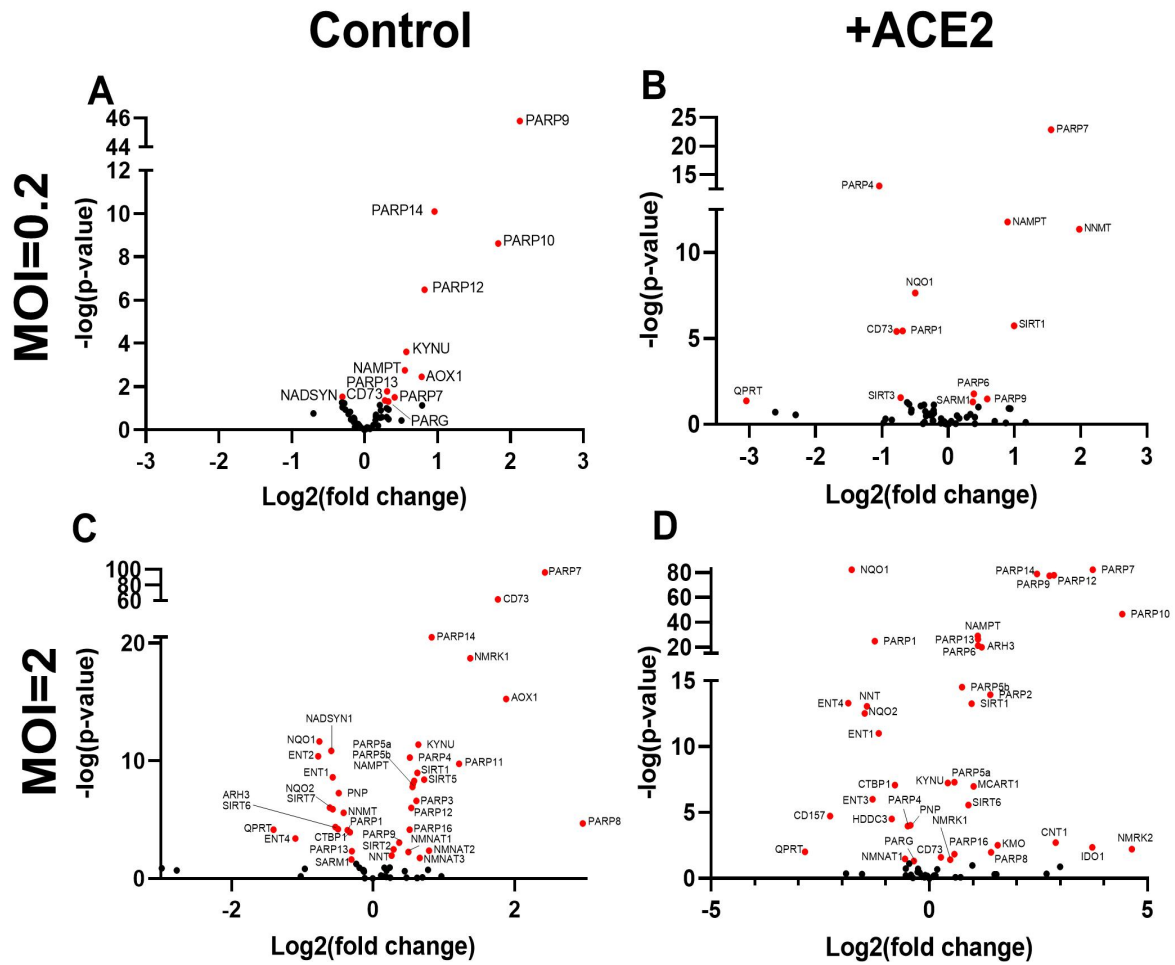 Control
+ACE2
MOI=0.2
A
-log(p-value)
46
44
12
10
8
6
4
2
0
PARP9
PARP14
PARP10
PARP12
KYNU
NAMPT
AOX1
PARP13
NADSYN
CD73
PARP7
PARG
-3
-2
-1
0
1
2
3
Log2(fold change)
B
-log(p-value)
25
20
15
10
5
0
PARP7
PARP4
NAMPT
NNMT
NQO1
SIRT1
CD73
PARP1
QPRT
SIRT3
PARP6
SARM1
PARP9
-3
-2
-1
0
1
2
3
Log2(fold change)
MOI=2
C
-log(p-value)
100
80
60
20
10
0
PARP7
CD73
PARP14
NMRK1
AOX1
NADSYN1
NQO1
PARP5a
KYNU
ENT2
PARP5b
PARP4
NAMPT
PARP11
ENT1
SIRT1
SIRT5
NQO2
PNP
SIRT7
ARH3
PARP3
SIRT6
NNMT
PARP12
QPRT
PARP1
PARP16
PARP8
ENT4
CTBP1
PARP9
NMNAT1
PARP13
SIRT2
NMNAT2
SARM1
NNT
NMNAT3
-2
0
2
Log2(fold change)
D
-log(p-value)
80
60
40
20
15
10
5
0
NQO1
PARP14
PARP7
PARP9
PARP12
PARP10
NAMPT
PARP1
PARP13
ARH3
PARP6
PARP5b
PARP2
ENT4
NNT
SIRT1
NQO2
ENT1
CTBP1
KYNU
PARP5a
MCART1
ENT3
PARP4
SIRT6
CD157
HDDC3
PNP
NMRK1
PARG
PARP16
KMO
CNT1
QPRT
CD73
NMNAT1
PARP8
IDO1
NMRK2
-5
0
5
Log2(fold change)